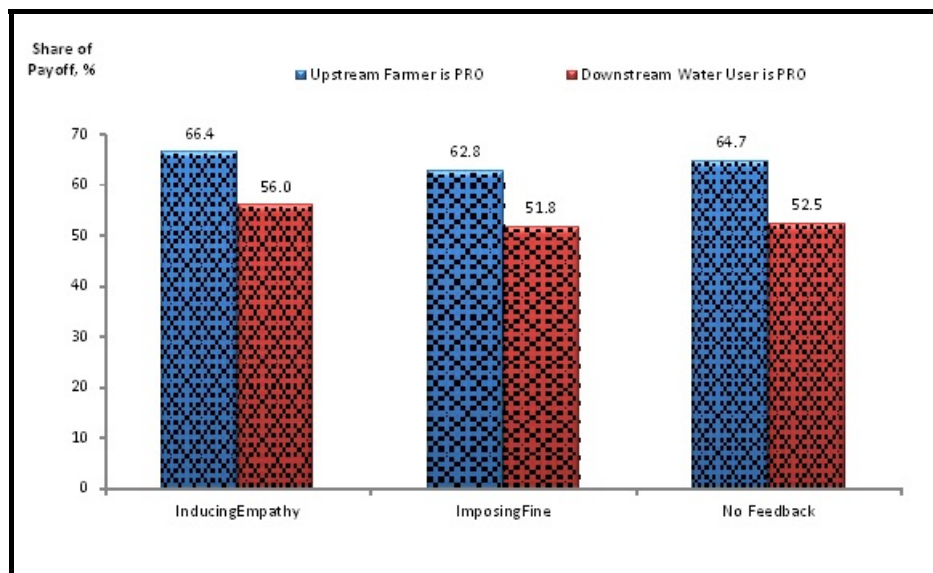 Share of
Payoff, %
Upstream Farmer is PRO
Downstream Water User is PRO
70
60
50
40
30
20
10
0
66.4
56.0
62.8
51.8
64.7
52.5
InducingEmpathy
ImposingFine
No Feedback